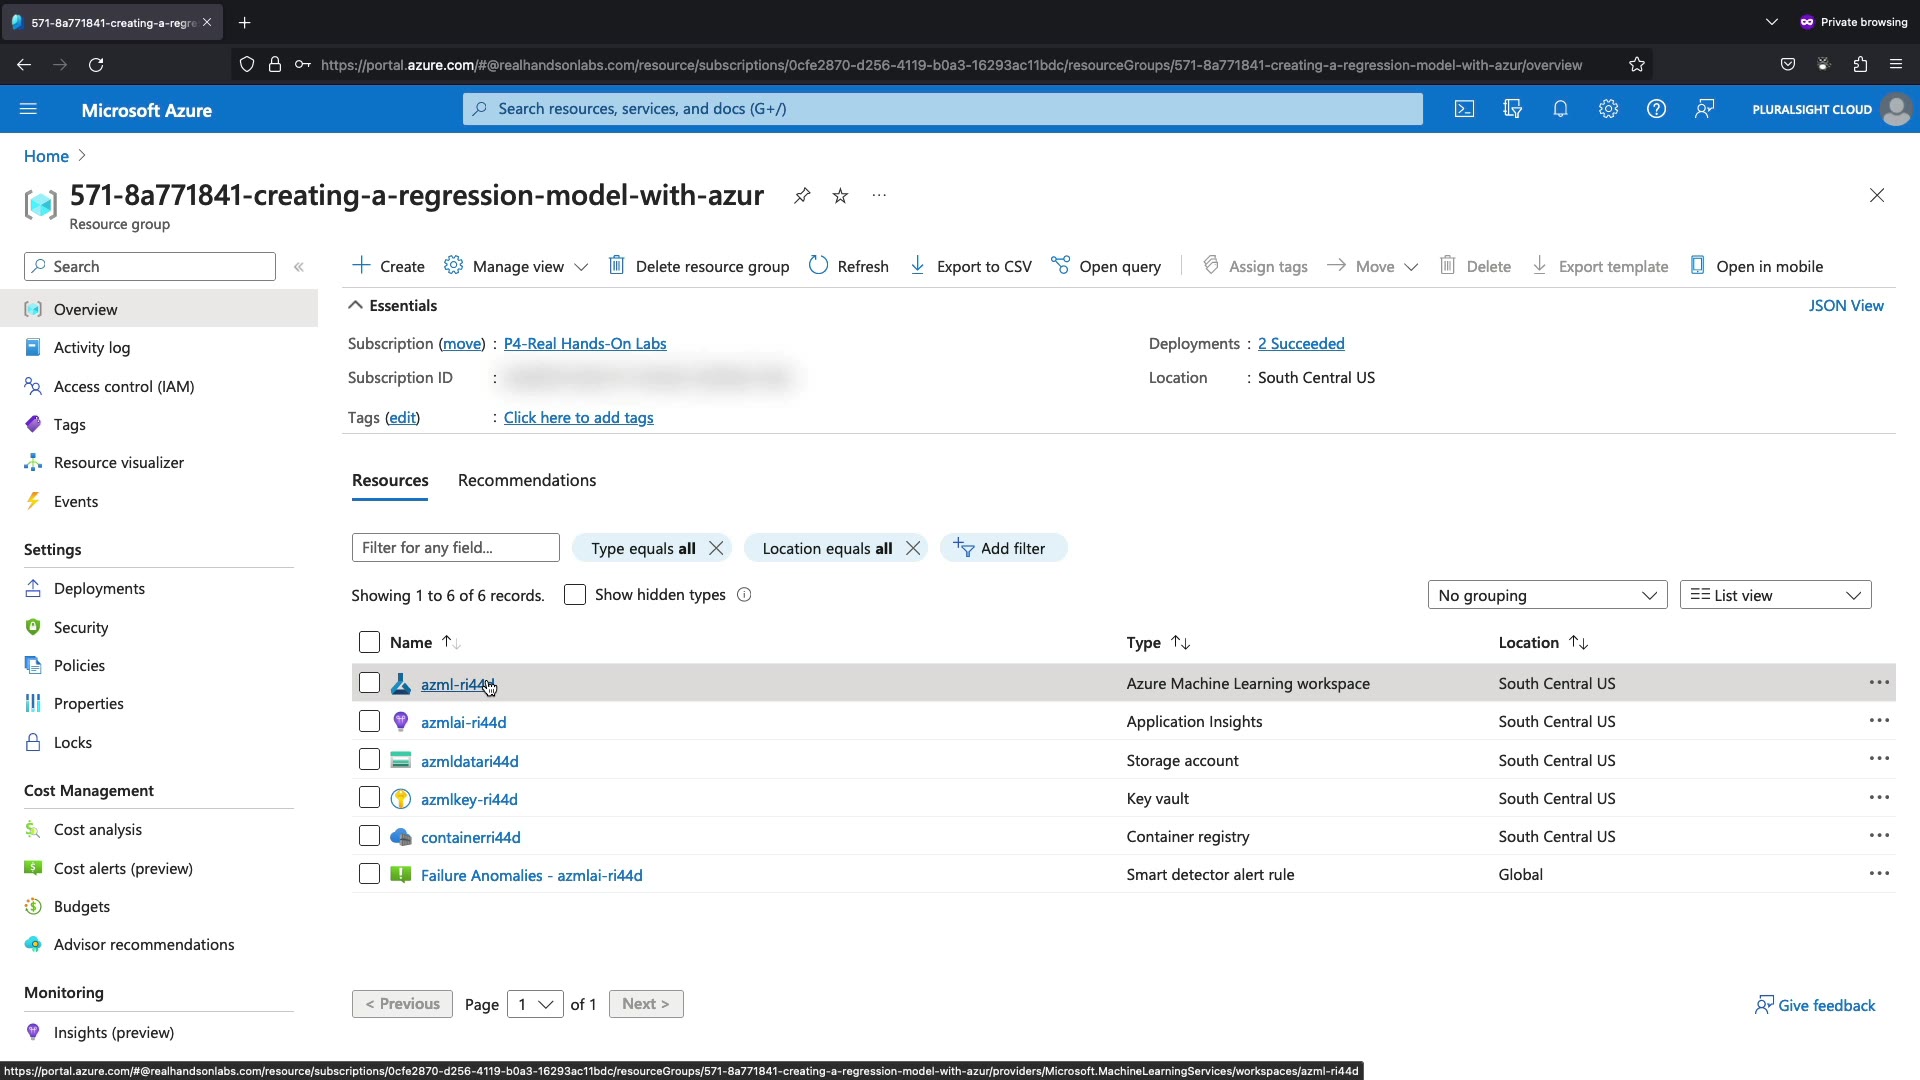 571-8a771841-creating-a-regre
Private browsing
https://portal.azure.com/#@realhandsonlabs.com/resource/subscriptions/0cfe2870-d256-4119-b0a3-16293ac11bdc/resourceGroups/571-8a771841-creating-a-regression-model-with-azur/overview
Microsoft Azure
Search resources, services, and docs (G+/)
PLURALSIGHT CLOUD
Home
571-8a771841-creating-a-regression-model-with-azur
...
Resource group
Search
«
Create
Manage view
Delete resource group
Refresh
Export to CSV
Open query
Assign tags
Move
Delete
Export template
Open in mobile
Overview
Activity log
Access control (IAM)
Tags
Resource visualizer
Events
Settings
Deployments
Security
Policies
Properties
Locks
Cost Management
Cost analysis
Cost alerts (preview)
Budgets
Advisor recommendations
Monitoring
Insights (preview)
Essentials
JSON View
Subscription (move) : P4-Real Hands-On Labs
Deployments : 2 Succeeded
Subscription ID :
Location : South Central US
Tags (edit) : Click here to add tags
Resources
Recommendations
Filter for any field...
Type equals all
Location equals all
Add filter
Showing 1 to 6 of 6 records.
Show hidden types
No grouping
List view
Name
Type
Location
azml-ri44d
Azure Machine Learning workspace
South Central US
azmlai-ri44d
Application Insights
South Central US
azmldatari44d
Storage account
South Central US
azmlkey-ri44d
Key vault
South Central US
containerri44d
Container registry
South Central US
Failure Anomalies - azmlai-ri44d
Smart detector alert rule
Global
< Previous
Page 1 of 1
Next >
Give feedback
https://portal.azure.com/#@realhandsonlabs.com/resource/subscriptions/0cfe2870-d256-4119-b0a3-16293ac11bdc/resourceGroups/571-8a771841-creating-a-regression-model-with-azur/providers/Microsoft.MachineLearningServices/workspaces/azml-ri44d